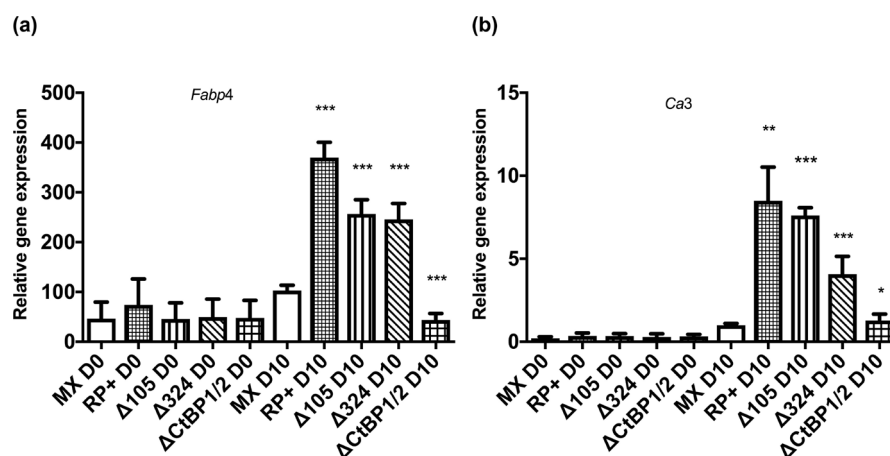 (a)
Fabp4
Relative gene expression
500
400
300
200
100
0
***
***
***
***
MX D0
RP+ D0
Δ105 D0
Δ324 D0
ΔCtBP1/2 D0
MX D10
RP+ D10
Δ105 D10
Δ324 D10
ΔCtBP1/2 D10
(b)
Ca3
Relative gene expression
15
10
5
0
**
***
***
*
MX D0
RP+ D0
Δ105 D0
Δ324 D0
ΔCtBP1/2 D0
MX D10
RP+ D10
Δ105 D10
Δ324 D10
ΔCtBP1/2 D10